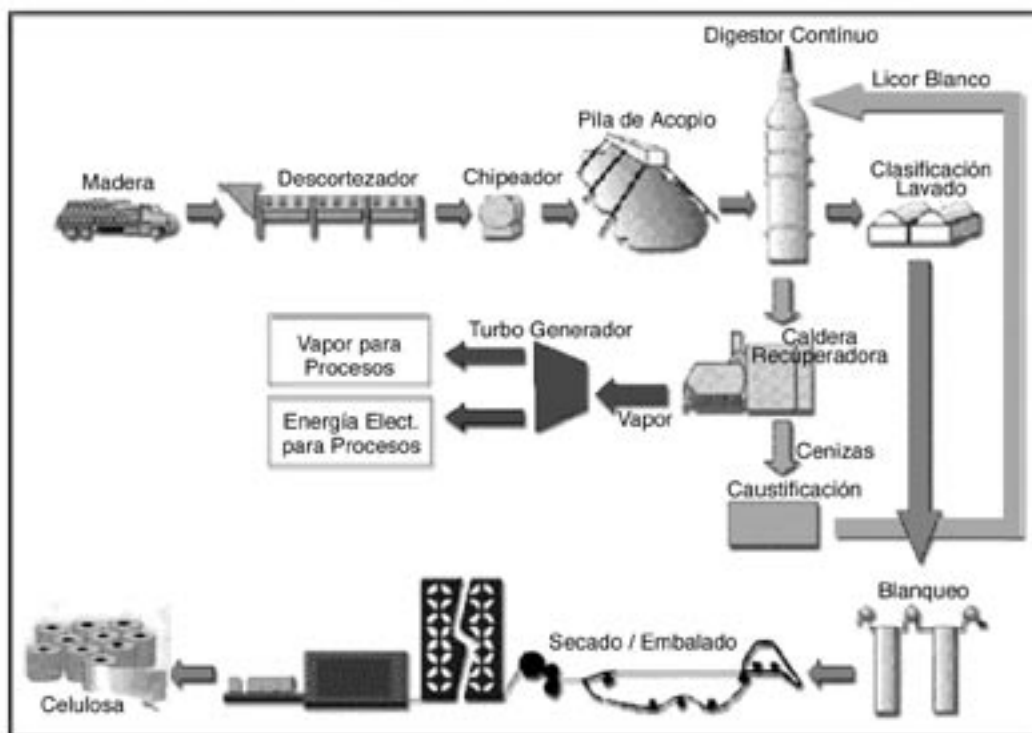 Digestor Contínuo
Licor Blanco
Pila de Acopio
Madera
Descortezador
Chipeador
Clasificación
Lavado
Turbo Generador
Caldera
Recuperadora
Vapor para
Procesos
Vapor
Energía Elect.
para Procesos
Cenizas
Caustificación
Blanqueo
Secado / Embalado
Celulosa